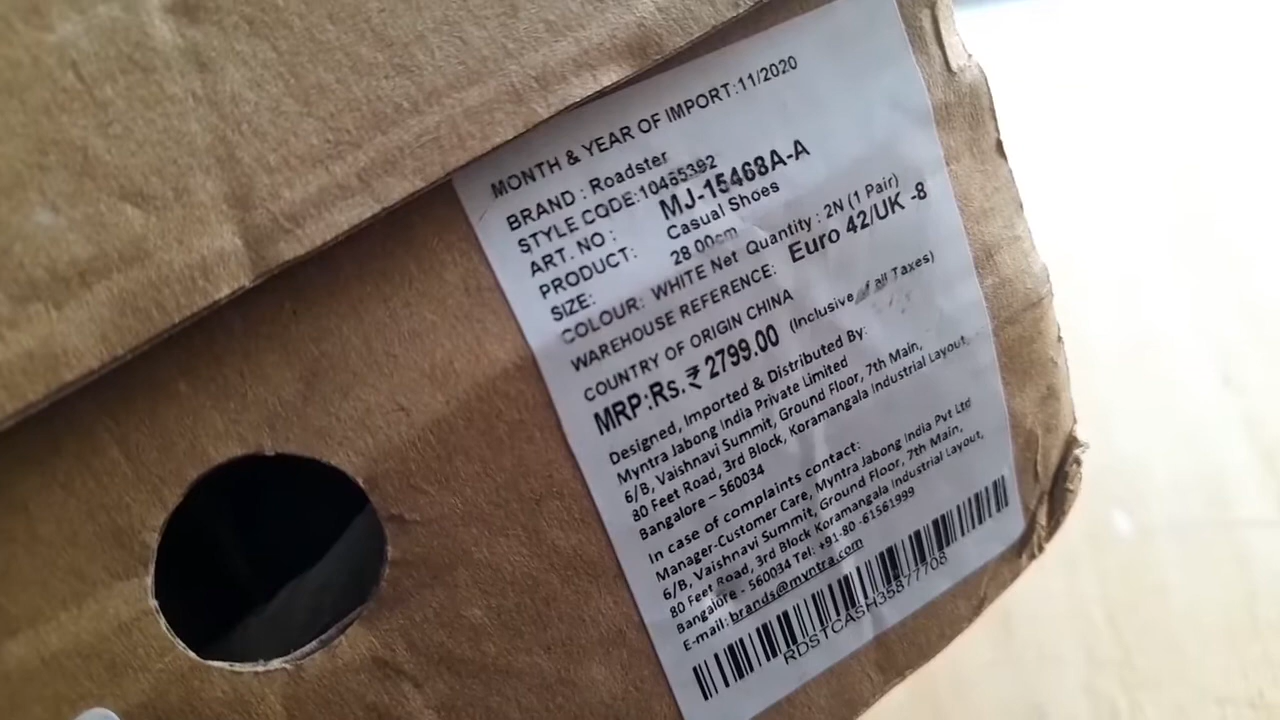 MONTH & YEAR OF IMPORT:11/2020
BRAND : Roadster
STYLE CODE:10465392
ART. NO : MJ-15468A-A
PRODUCT: Casual Shoes
SIZE: 28.00cm
COLOUR: WHITE Net Quantity : 2N (1 Pair)
WAREHOUSE REFERENCE: Euro 42/UK -8
COUNTRY OF ORIGIN CHINA
MRP:Rs.₹ 2799.00 (Inclusive of all Taxes)
Designed, Imported & Distributed By:
Myntra Jabong India Private Limited
6/B, Vaishnavi Summit, Ground Floor, 7th Main,
80 Feet Road, 3rd Block, Koramangala Industrial Layout,
Bangalore – 560034
In case of complaints contact:
Manager-Customer Care, Myntra Jabong India Pvt Ltd
6/B, Vaishnavi Summit, Ground Floor, 7th Main,
80 Feet Road, 3rd Block Koramangala Industrial Layout,
Bangalore - 560034 Tel: +91-80 -61561999
E-mail: brands@myntra.com
RDSTCASH35877708